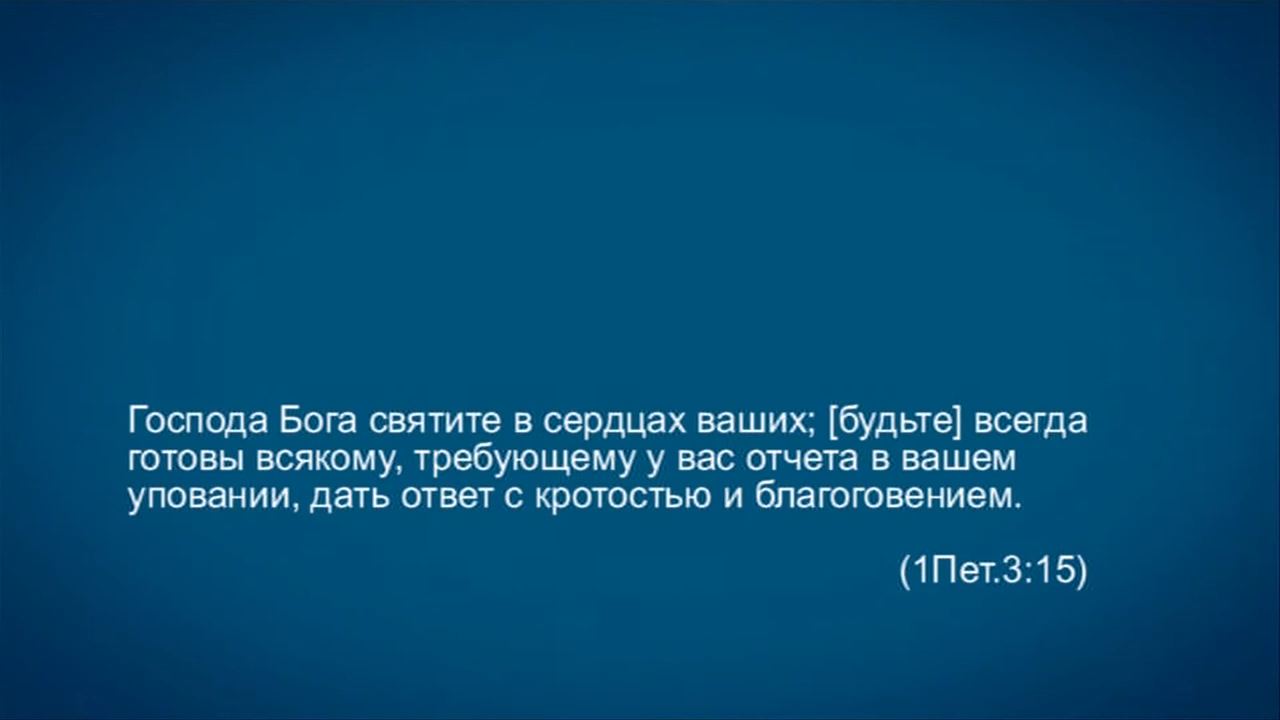 Господа Бога святите в сердцах ваших; [будьте] всегда
готовы всякому, требующему у вас отчета в вашем
уповании, дать ответ с кротостью и благоговением.
(1Пет.3:15)